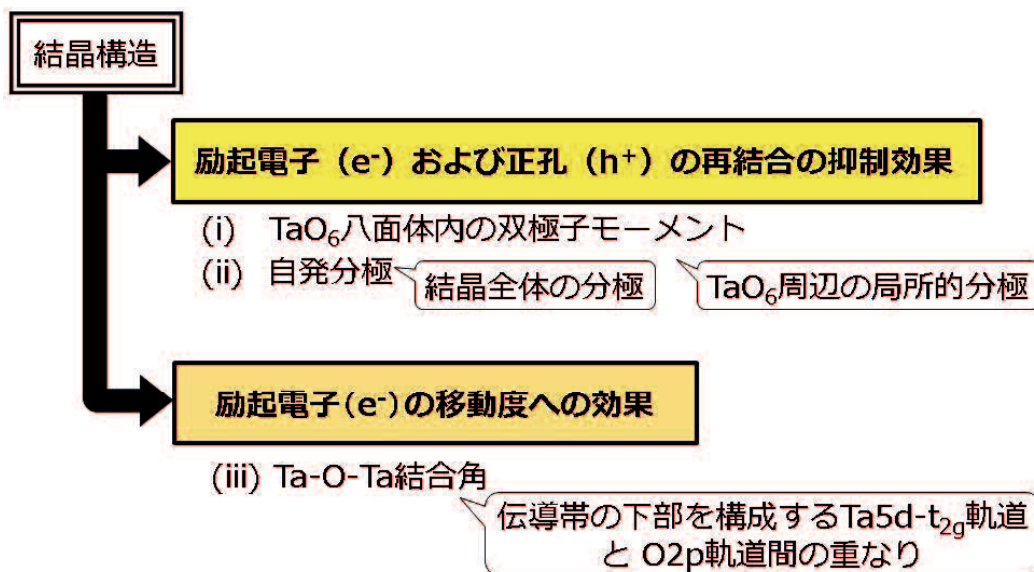 結晶構造
励起電子（e⁻）および正孔（h⁺）の再結合の抑制効果
(i) TaO₆八面体内の双極子モーメント
(ii) 自発分極
結晶全体の分極
TaO₆周辺の局所的分極
励起電子(e⁻)の移動度への効果
(iii) Ta-O-Ta結合角
伝導帯の下部を構成するTa5d-t₂g軌道
と O2p軌道間の重なり